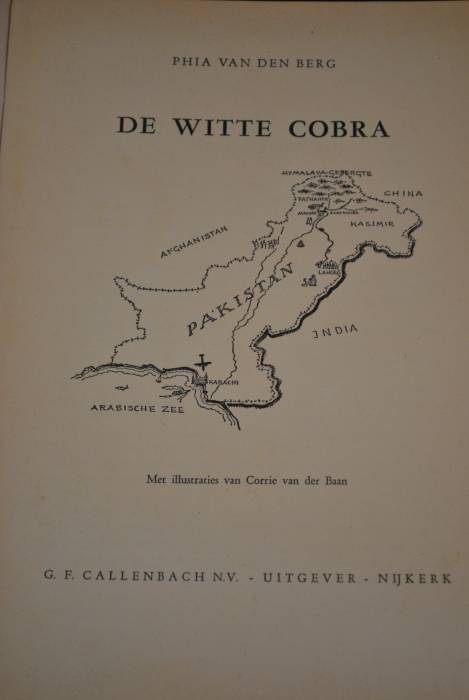 PHIA VAN DEN BERG
DE WITTE COBRA
HYMALAYA-GEBERGTE
CHINA
KASJMIR
AFGHANISTAN
LAHORE
PAKISTAN
INDIA
KARACHI
ARABISCHE ZEE
Met illustraties van Corrie van der Baan
G. F. CALLENBACH N.V. - UITGEVER - NIJKERK